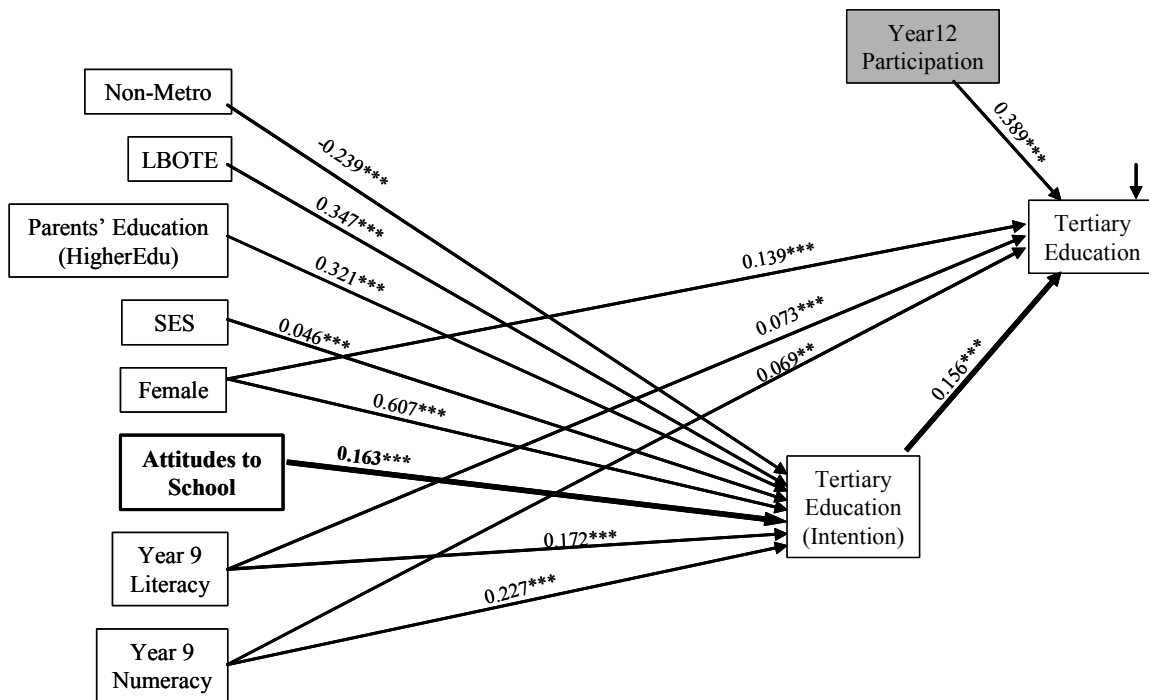 Year12
Participation
Non-Metro
0.389***
-0.239***
LBOTE
0.347***
Parents’ Education
(HigherEdu)
Tertiary
Education
0.139***
0.321***
SES
0.073***
0.046***
0.069**
Female
0.607***
0.156***
Attitudes to
School
0.163***
Tertiary
Education
(Intention)
Year 9
Literacy
0.172***
0.227***
Year 9
Numeracy